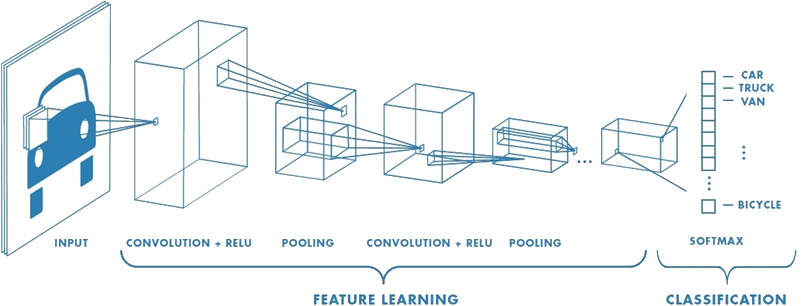 CAR
TRUCK
VAN
BICYCLE
INPUT CONVOLUTION + RELU POOLING CONVOLUTION + RELU POOLING SOFTMAX
FEATURE LEARNING CLASSIFICATION